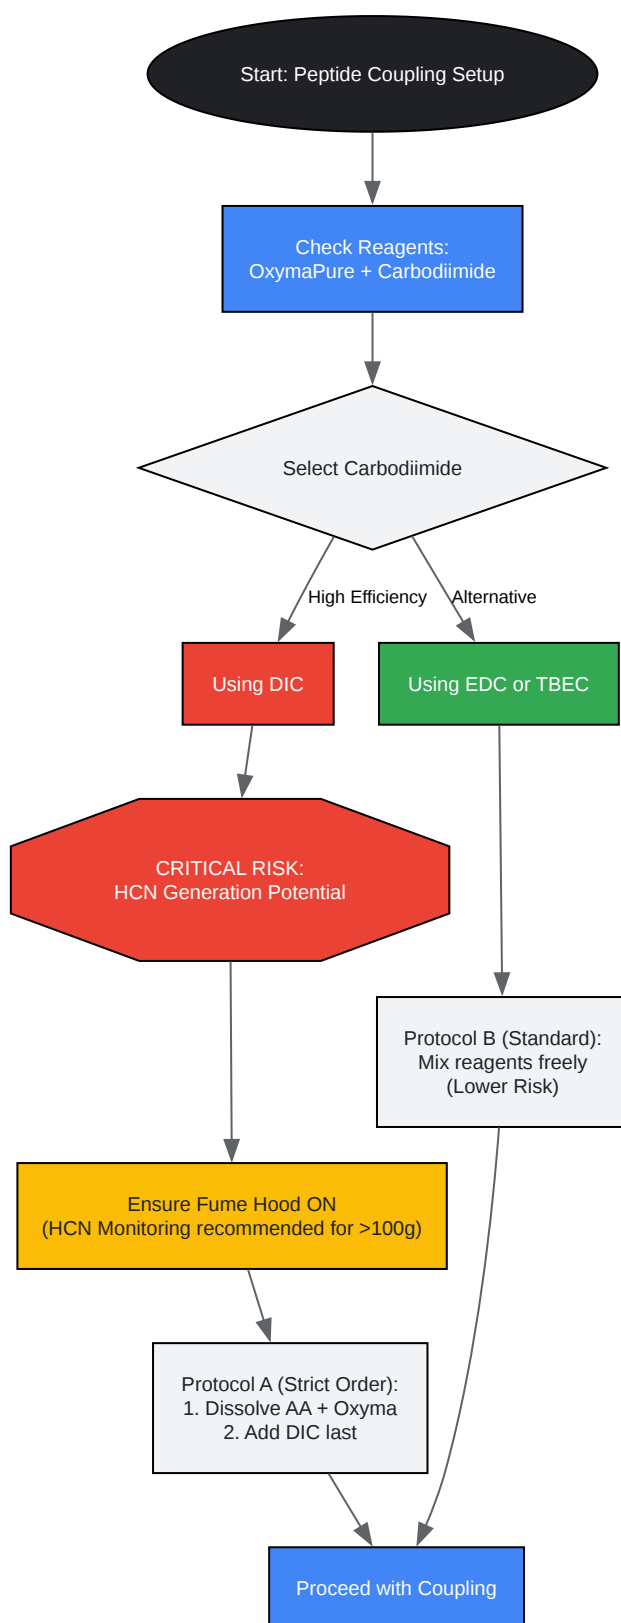 Start: Peptide Coupling Setup
Check Reagents:
OxymaPure + Carbodiimide
Select Carbodiimide
High Efficiency
Alternative
Using DIC
Using EDC or TBEC
CRITICAL RISK:
HCN Generation Potential
Protocol B (Standard):
Mix reagents freely
(Lower Risk)
Ensure Fume Hood ON
(HCN Monitoring recommended for >100g)
Protocol A (Strict Order):
1. Dissolve AA + Oxyma
2. Add DIC last
Proceed with Coupling